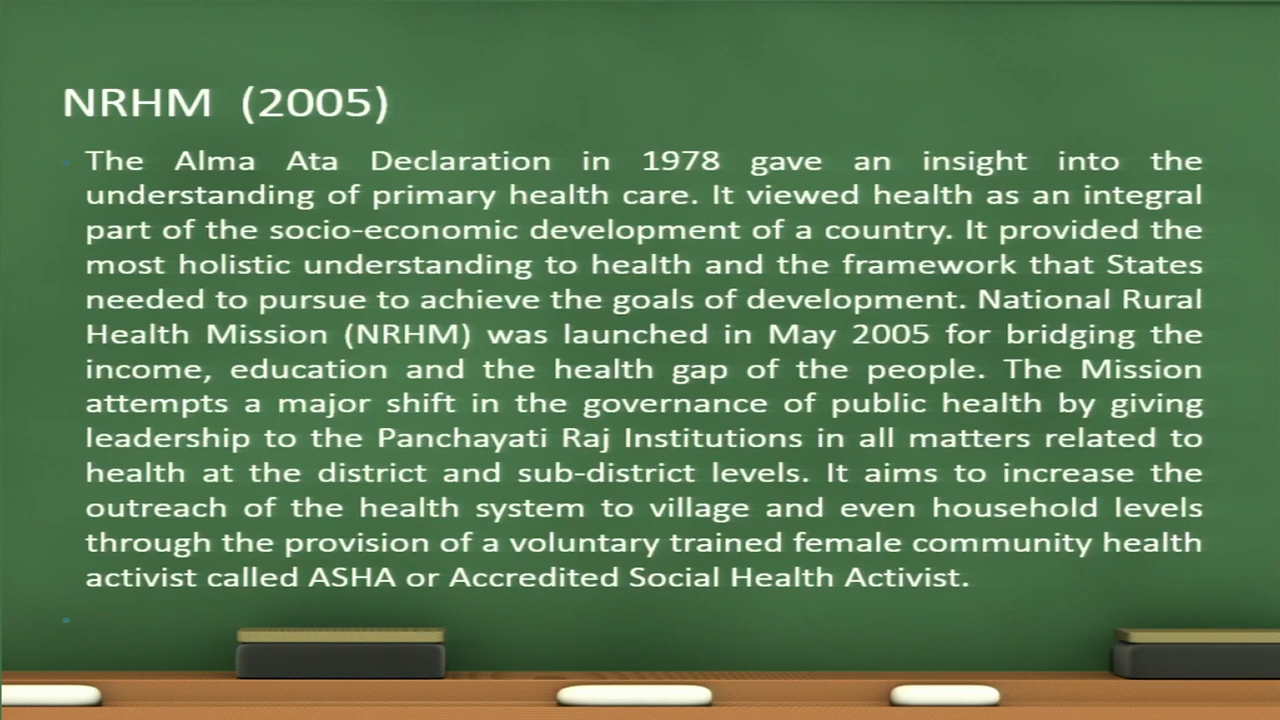 NRHM (2005)
The Alma Ata Declaration in 1978 gave an insight into the
understanding of primary health care. It viewed health as an integral
part of the socio-economic development of a country. It provided the
most holistic understanding to health and the framework that States
needed to pursue to achieve the goals of development. National Rural
Health Mission (NRHM) was launched in May 2005 for bridging the
income, education and the health gap of the people. The Mission
attempts a major shift in the governance of public health by giving
leadership to the Panchayati Raj Institutions in all matters related to
health at the district and sub-district levels. It aims to increase the
outreach of the health system to village and even household levels
through the provision of a voluntary trained female community health
activist called ASHA or Accredited Social Health Activist.